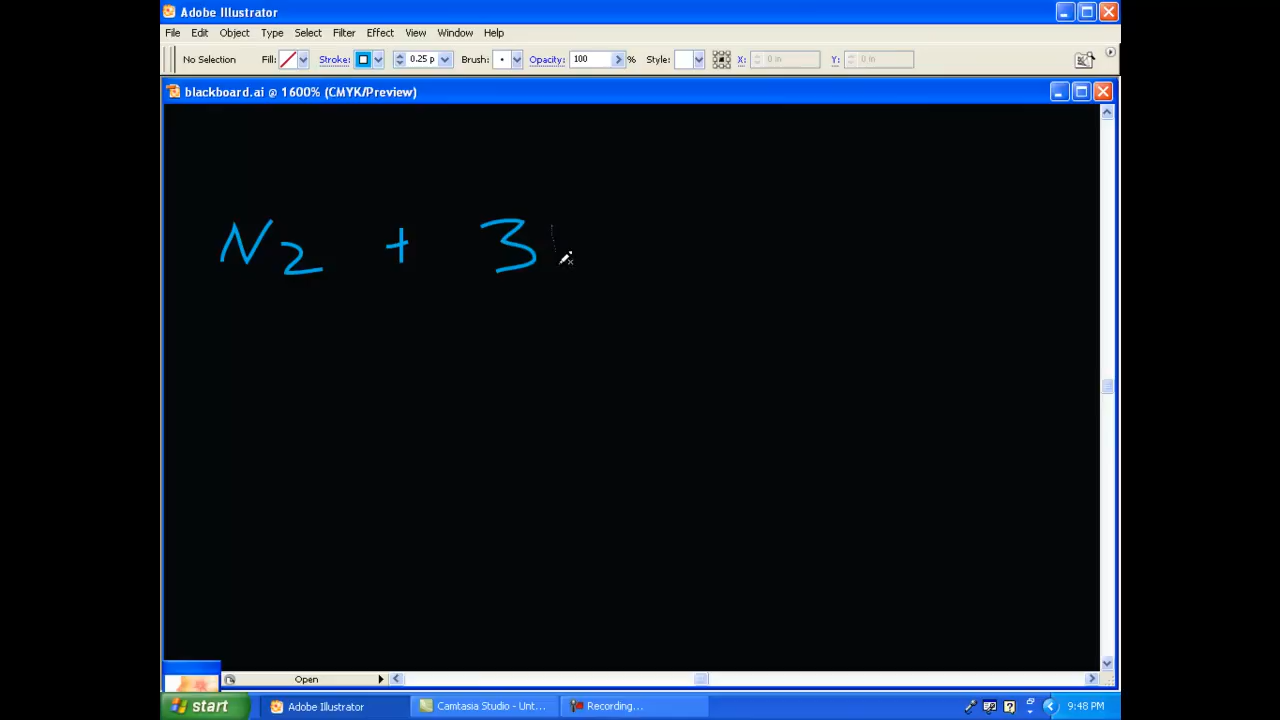 Adobe Illustrator
File Edit Object Type Select Filter Effect View Window Help
No Selection Fill: Stroke: 0.25 p Brush: Opacity: 100 % Style: X: 0 m Y: 0 m
blackboard.ai @ 1600% (CMYK/Preview)
N2 + 3
Open
start Adobe Illustrator Camtasia Studio - Unt... Recording... 9:48 PM